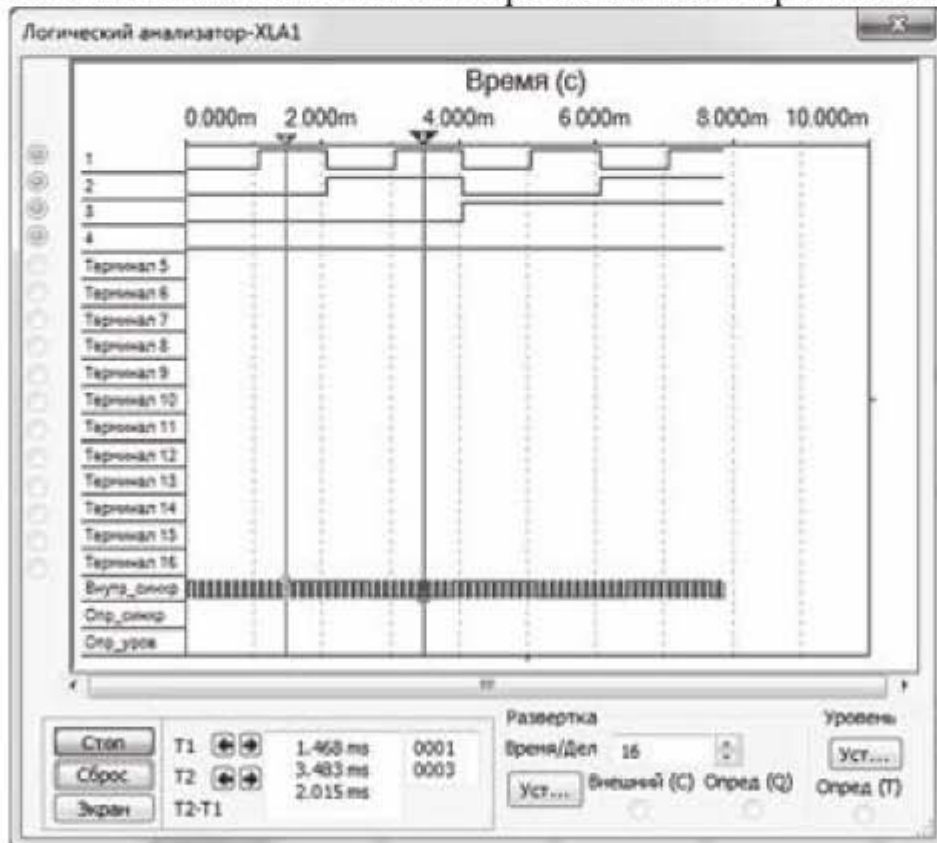 Логический анализатор-XLA1
Время (с)
0.000m 2.000m 4.000m 6.000m 8.000m 10.000m
1
2
3
4
Терминал 5
Терминал 6
Терминал 7
Терминал 8
Терминал 9
Терминал 10
Терминал 11
Терминал 12
Терминал 13
Терминал 14
Терминал 15
Терминал 16
Внутр_синхр
Опр_синхр
Опр_уров
Стоп
Сброс
Экран
T1 1.468 ms 0001
T2 3.483 ms 0003
T2-T1 2.015 ms
Развертка
Время/Дел 16
Уст...
Внешний (C) Опред (Q)
Уровень
Уст...
Опред (T)